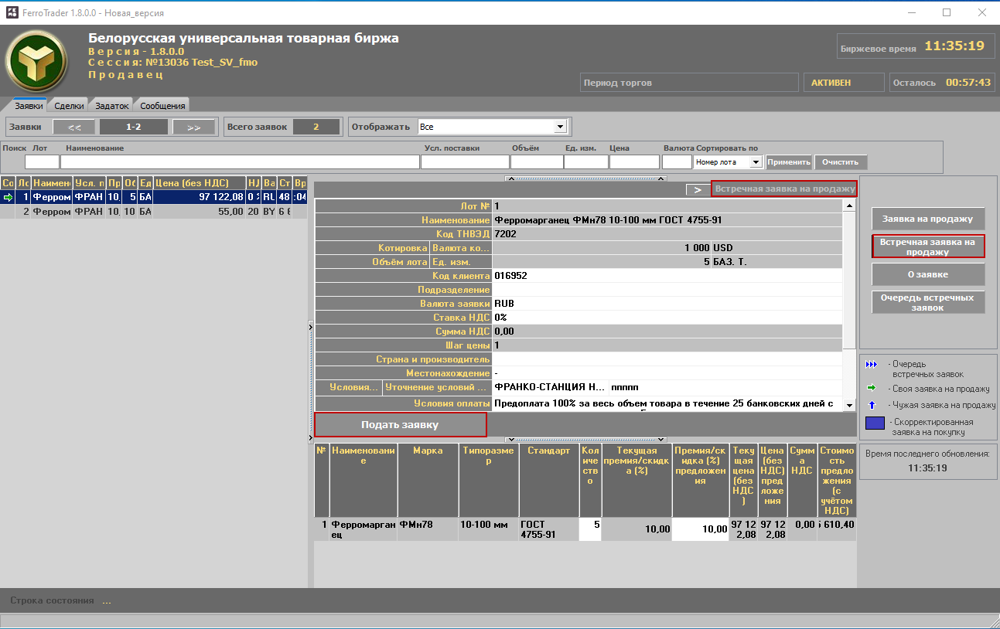 FerroTrader 1.8.0.0 - Новая_версия
Белорусская универсальная товарная биржа
Версия - 1.8.0.0
Сессия: №13036 Test_SV_fmo
Продавец
Биржевое время 11:35:19
Период торгов
АКТИВЕН
Осталось 00:57:43
Заявки Сделки Задаток Сообщения
Заявки << 1-2 >> Всего заявок 2 Отображать Все
Поиск Лот Наименование Усл. поставки Объём Ед. изм. Цена Валюта Сортировать по
Номер лота Применить Очистить
Со Ло Наимен Усл. п Пр Об Ед Цена (без НДС) НД Ва Ст Вр
1 Ферром ФРАН 10, 5 БА 97 122,08 0 RU 48 :04
2 Ферром ФРАН 10, 10 БА 55,00 20 BY 6 6
> Встречная заявка на продажу
Лот № 1
Наименование Ферромарганец ФМн78 10-100 мм ГОСТ 4755-91
Код ТНВЭД 7202
Котировка Валюта ко... 1 000 USD
Объём лота Ед. изм. 5 БАЗ. Т.
Код клиента 016952
Подразделение
Валюта заявки RUB
Ставка НДС 0%
Сумма НДС 0,00
Шаг цены 1
Страна и производитель
Местонахождение -
Условия... Уточнение условий ... ФРАНКО-СТАНЦИЯ Н... ппппп
Условия оплаты Предоплата 100% за весь объем товара в течение 25 банковских дней с
Подать заявку
№ Наименование Марка Типоразмер Стандарт Количество Текущая премия/скидка (%) Премия/скидка (%) предложения Текущая цена (без НДС) Цена (без НДС) предложения Сумма НДС Стоимость предложения (с учётом НДС)
1 Ферромарганец ФМн78 10-100 мм ГОСТ 4755-91 5 10,00 10,00 97 122,08 97 122,08 0,00 610,40
Заявка на продажу
Встречная заявка на
продажу
О заявке
Очередь встречных
заявок
- Очередь
встречных заявок
- Своя заявка на продажу
- Чужая заявка на продажу
- Скорректированная
заявка на покупку
Время последнего обновления:
11:35:19
Строка состояния ...